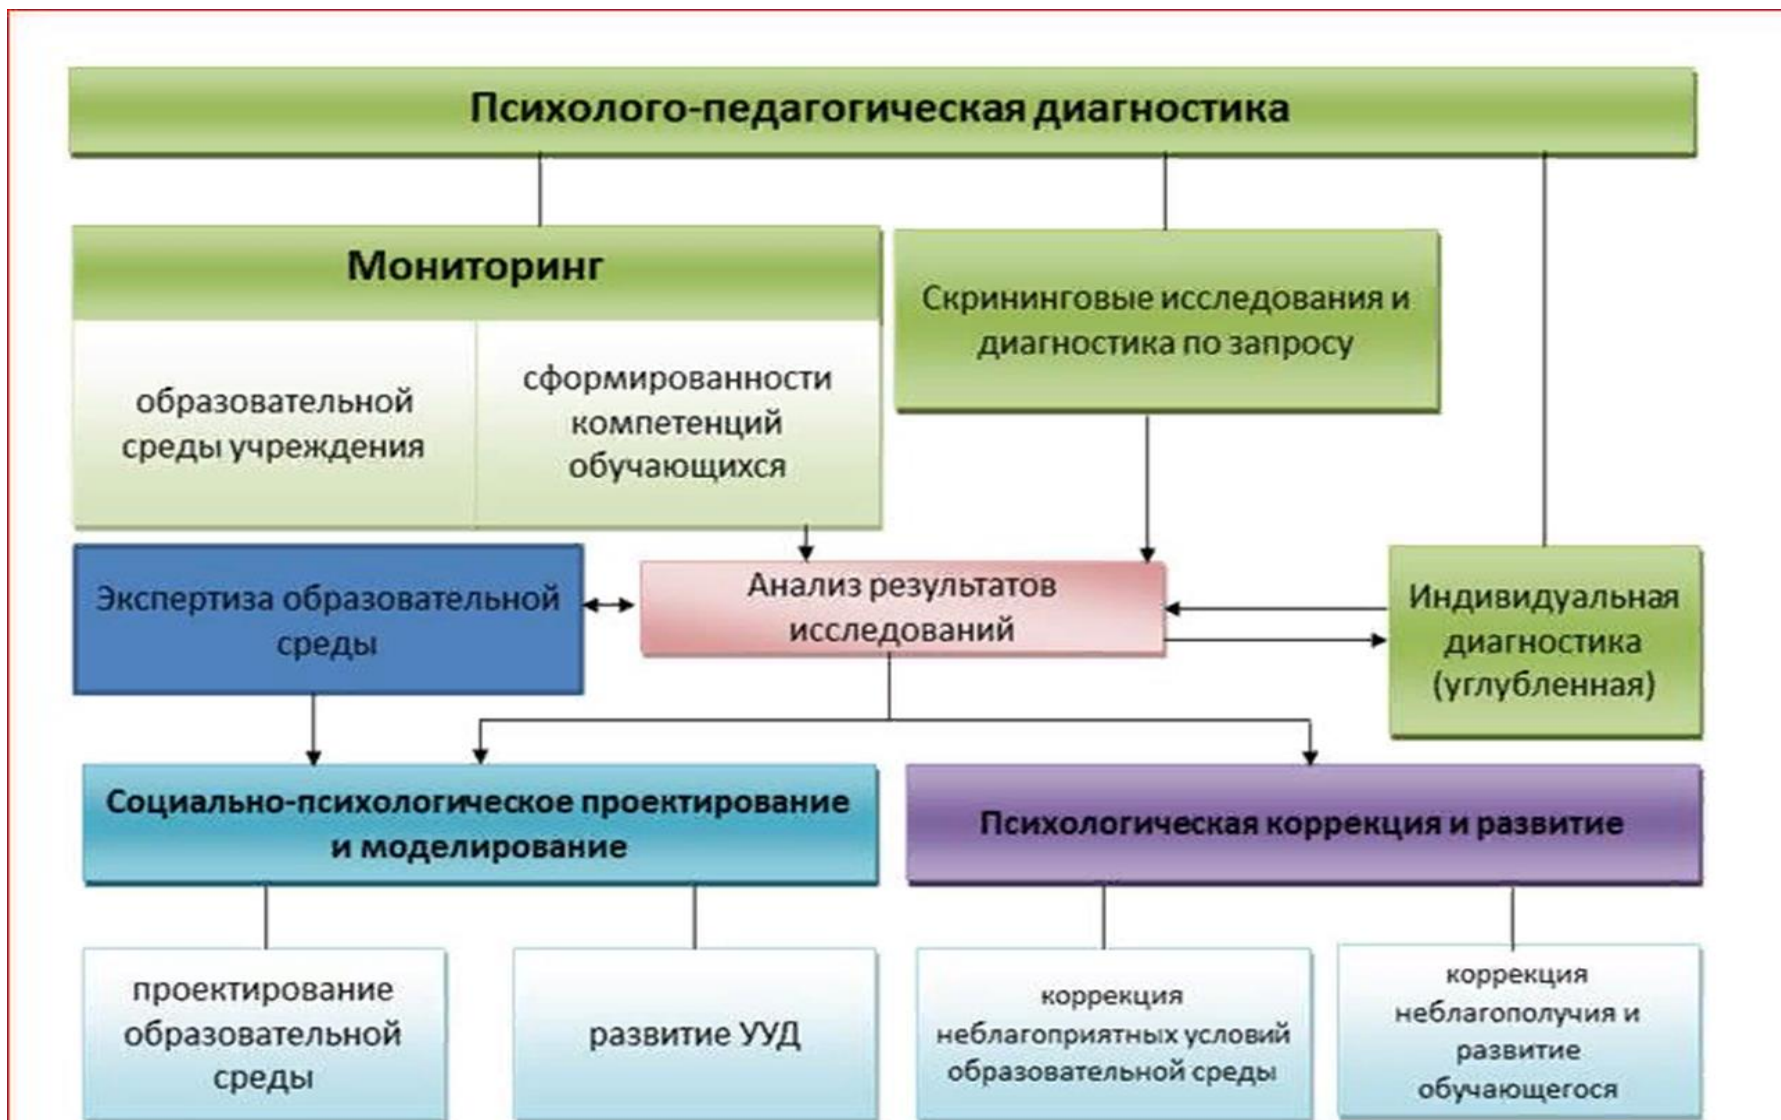 Психолого-педагогическая диагностика
Мониторинг
образовательной
среды учреждения
сформированности
компетенций
обучающихся
Скрининговые исследования и
диагностика по запросу
Экспертиза образовательной
среды
Анализ результатов
исследований
Индивидуальная
диагностика
(углубленная)
Социально-психологическое проектирование
и моделирование
Психологическая коррекция и развитие
проектирование
образовательной
среды
развитие УУД
коррекция
неблагоприятных условий
образовательной среды
коррекция
неблагополучия и
развитие
обучающегося